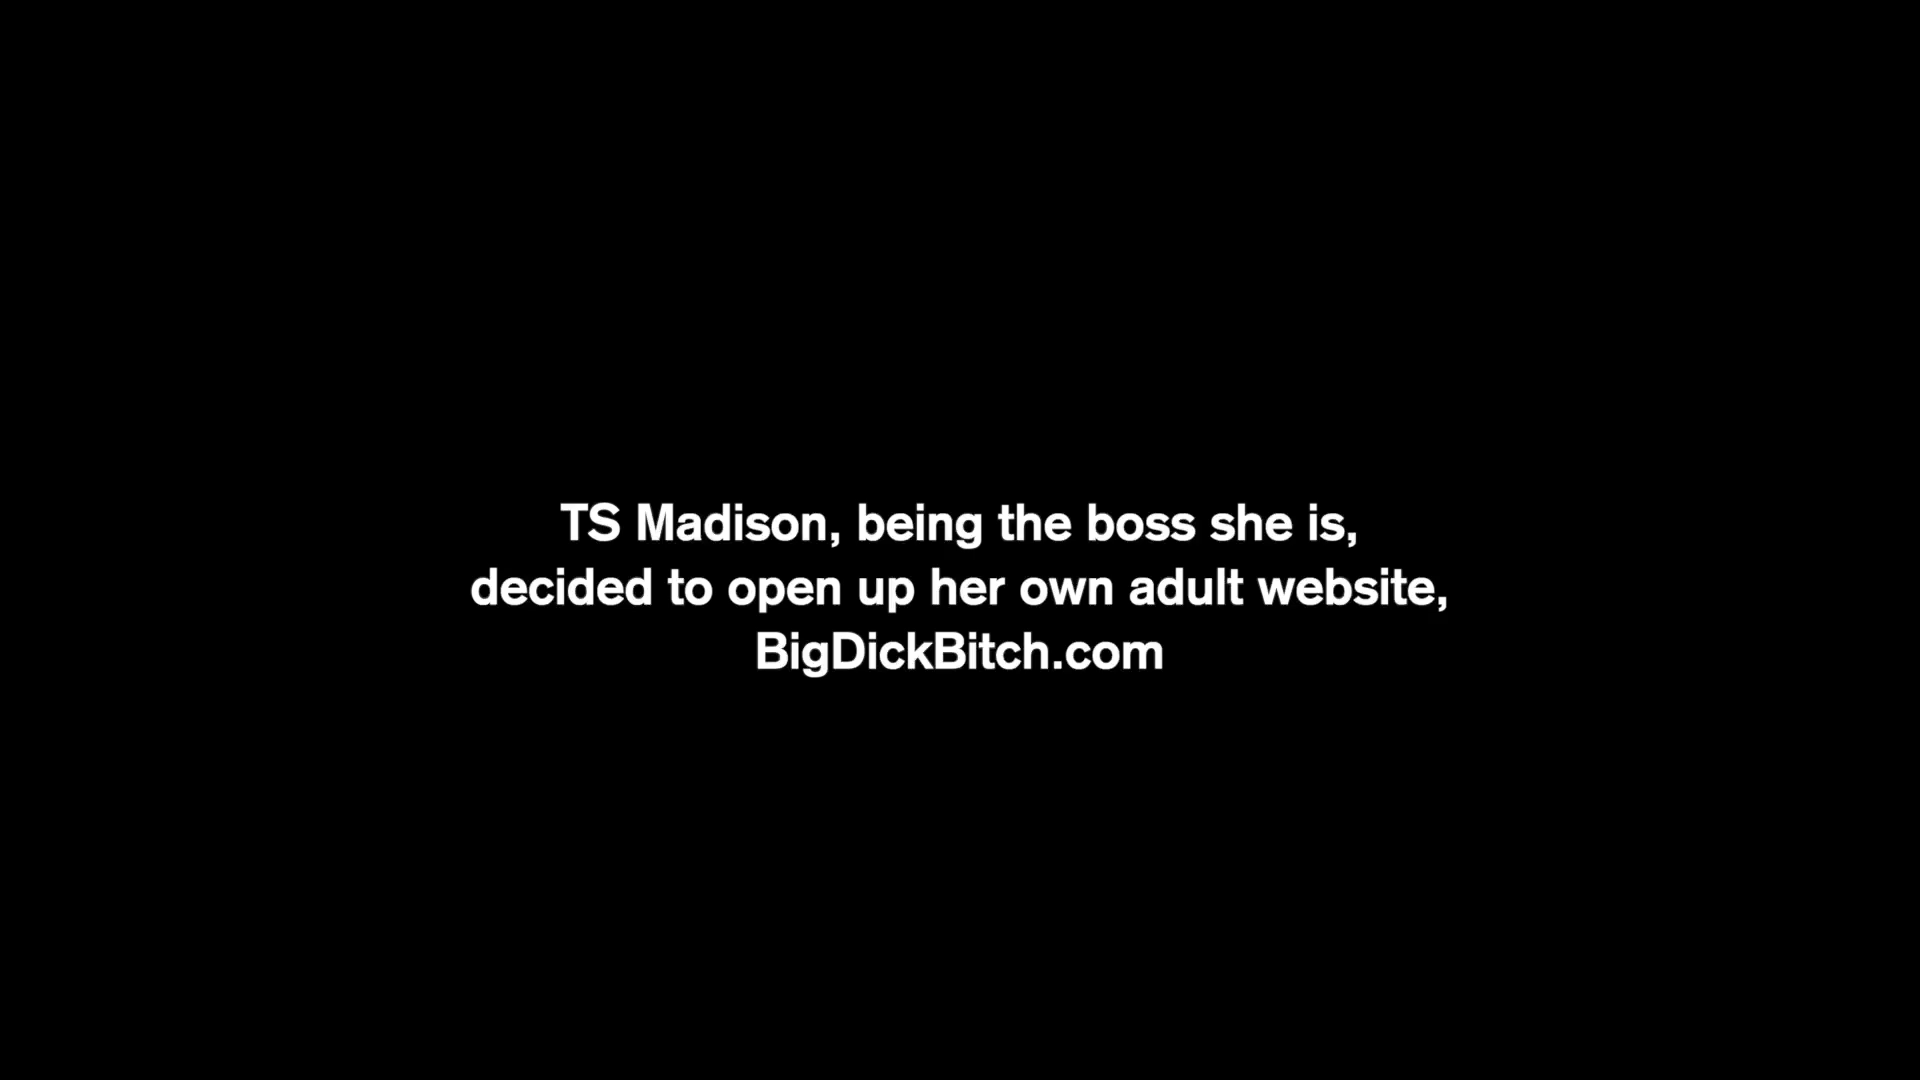 TS Madison, being the boss she is,
decided to open up her own adult website,
BigDickBitch.com